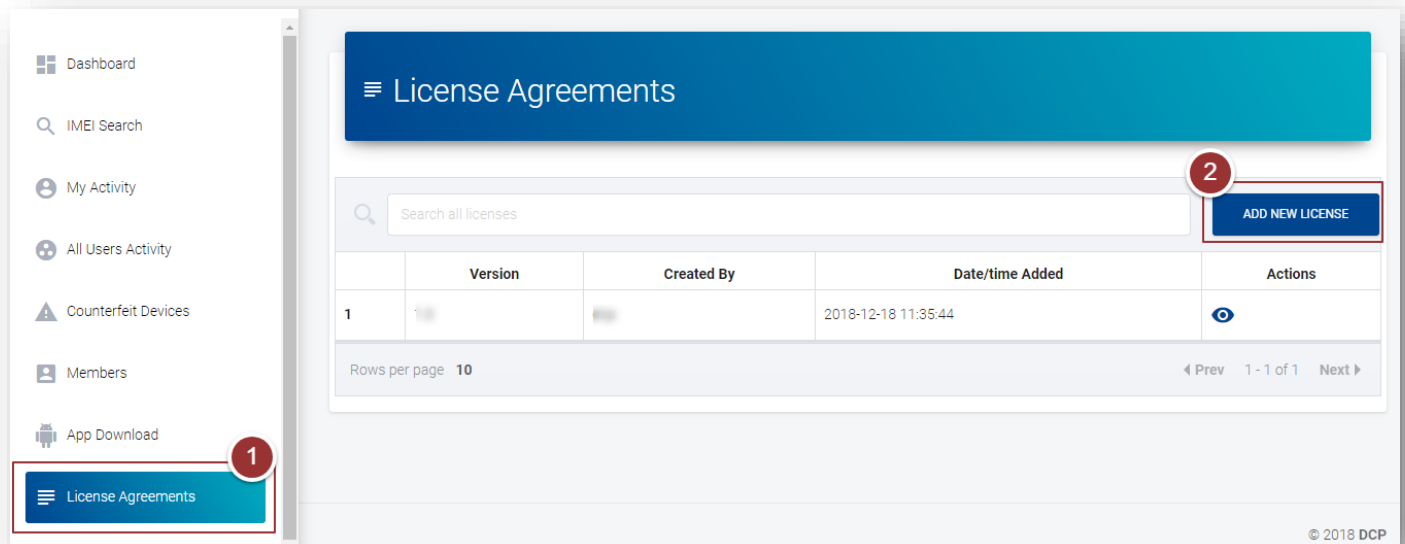 Dashboard
IMEI Search
My Activity
All Users Activity
Counterfeit Devices
Members
App Download
1
License Agreements
License Agreements
2
Search all licenses
ADD NEW LICENSE
Version Created By Date/time Added Actions
1 2018-12-18 11:35:44
Rows per page 10 Prev 1 - 1 of 1 Next
© 2018 DCP